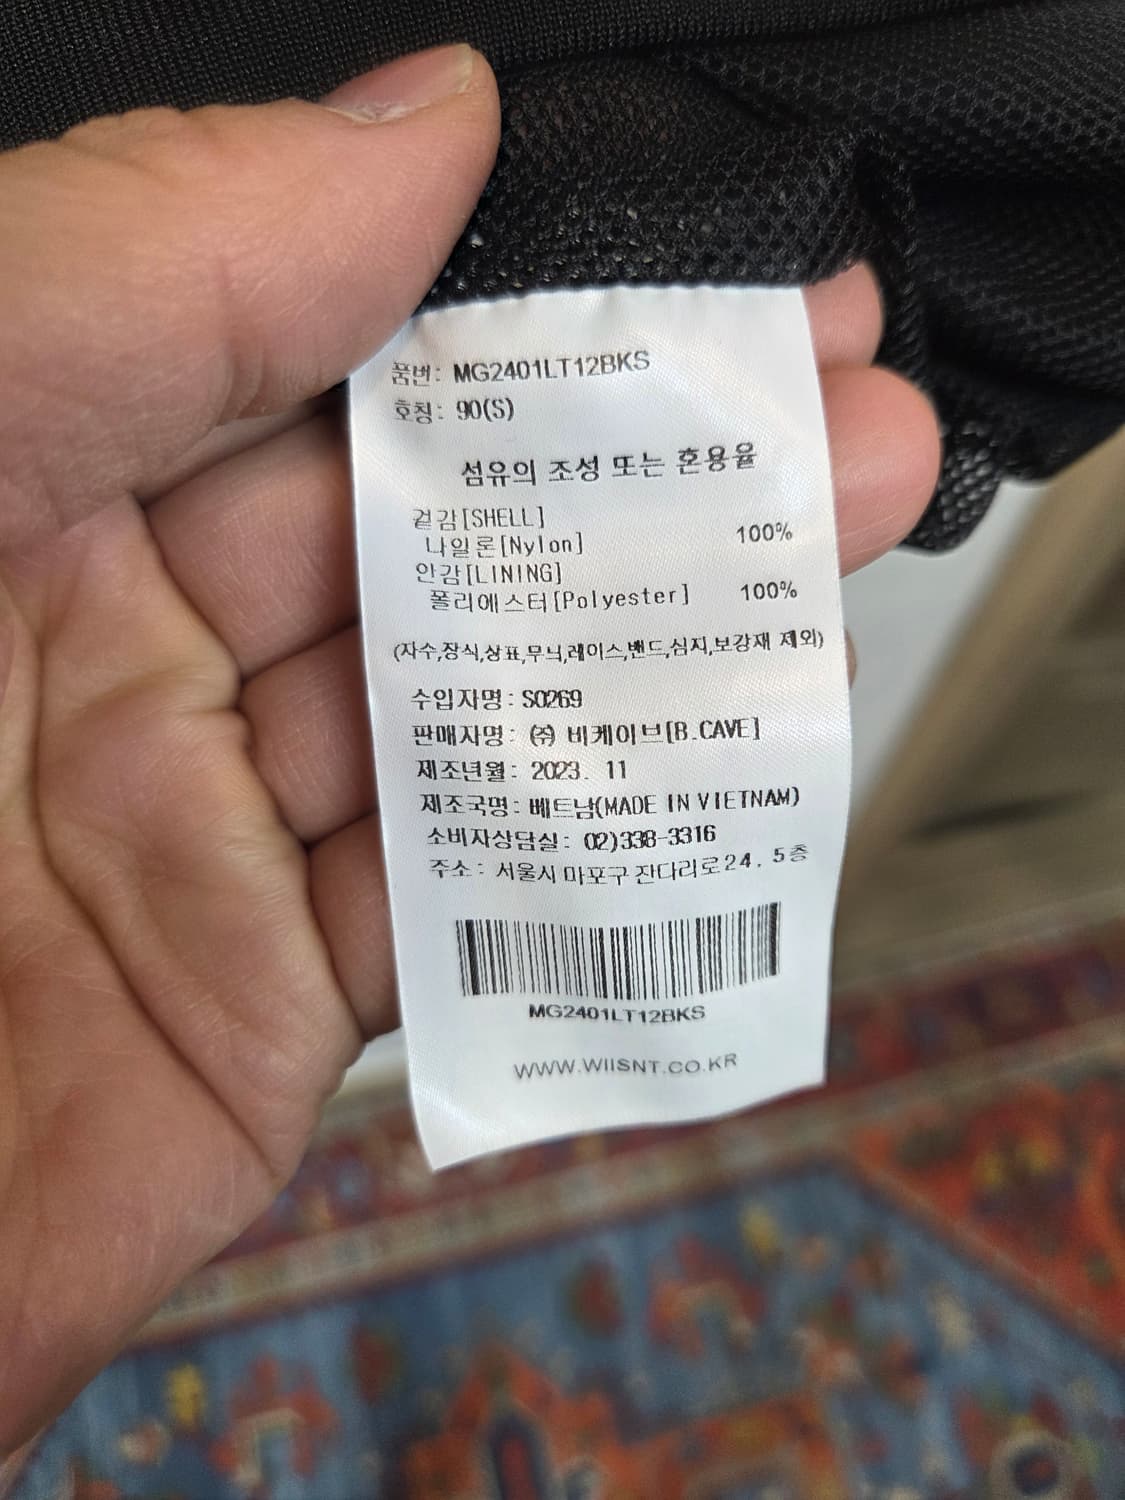 품번: MG2401LT12BKS
호칭: 90(S)
섬유의 조성 또는 혼용율
겉감[SHELL]
나일론[Nylon] 100%
안감[LINING]
폴리에스터[Polyester] 100%
(자수,장식,상표,무늬,레이스,밴드,심지,보강재 제외)
수입자명: S0269
판매자명: ㈜ 비케이브[B.CAVE]
제조년월: 2023. 11
제조국명: 베트남(MADE IN VIETNAM)
소비자상담실: 02)338-3316
주소: 서울시 마포구 잔다리로24. 5층
MG2401LT12BKS
WWW.WIISNT.CO.KR